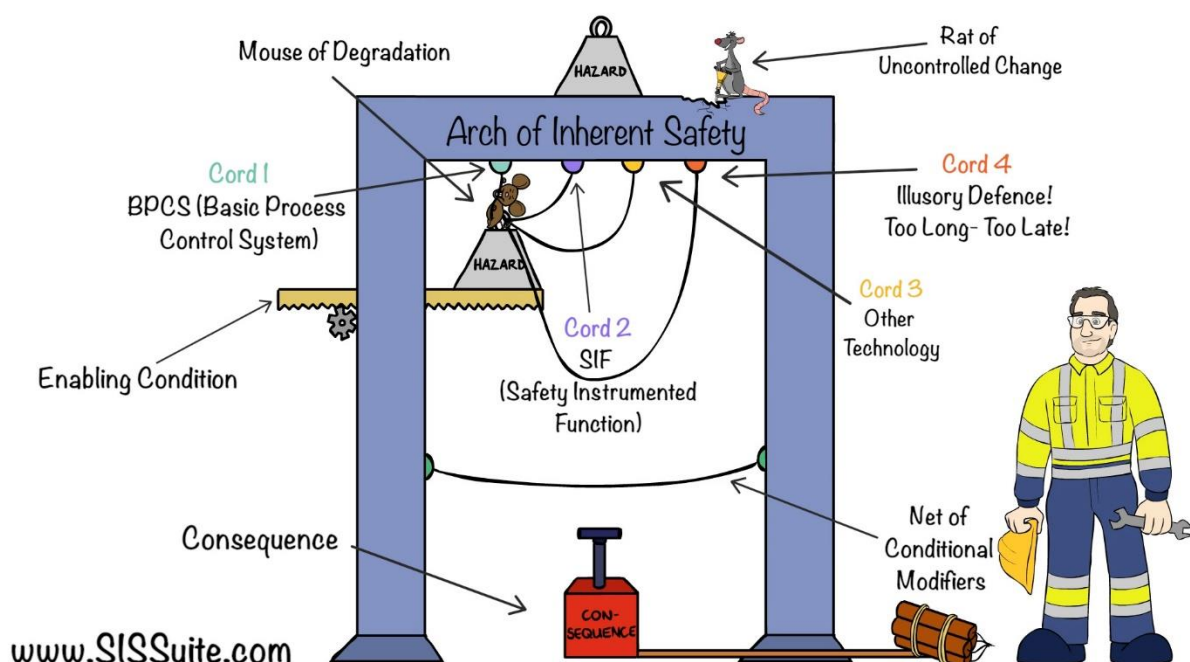 Mouse of Degradation
HAZARD
Rat of
Uncontrolled Change
Arch of Inherent Safety
Cord 1
BPCS (Basic Process
Control System)
Cord 4
Illusory Defence!
Too Long- Too Late!
HAZARD
Cord 2
SIF
(Safety Instrumented
Function)
Cord 3
Other
Technology
Enabling Condition
Consequence
Net of
Conditional
Modifiers
CON-
SEQUENCE
www.SISSuite.com